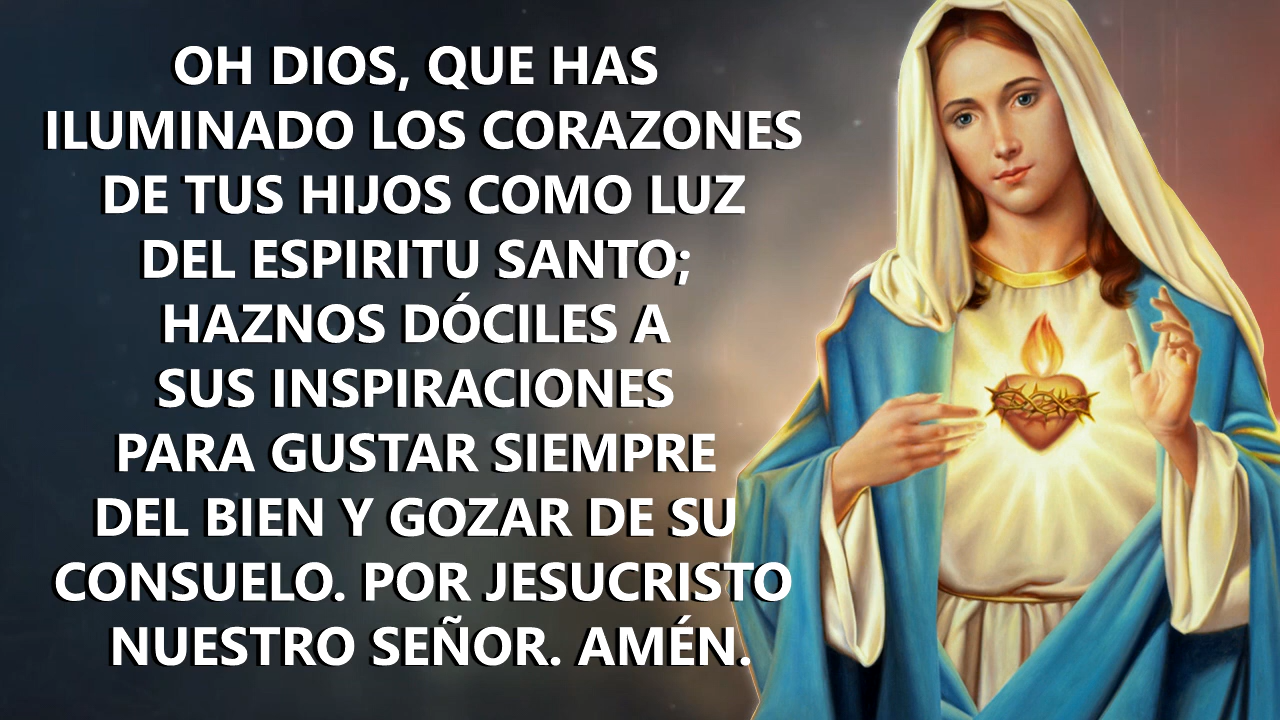 OH DIOS, QUE HAS
ILUMINADO LOS CORAZONES
DE TUS HIJOS COMO LUZ
DEL ESPIRITU SANTO;
HAZNOS DÓCILES A
SUS INSPIRACIONES
PARA GUSTAR SIEMPRE
DEL BIEN Y GOZAR DE SU
CONSUELO. POR JESUCRISTO
NUESTRO SEÑOR. AMÉN.